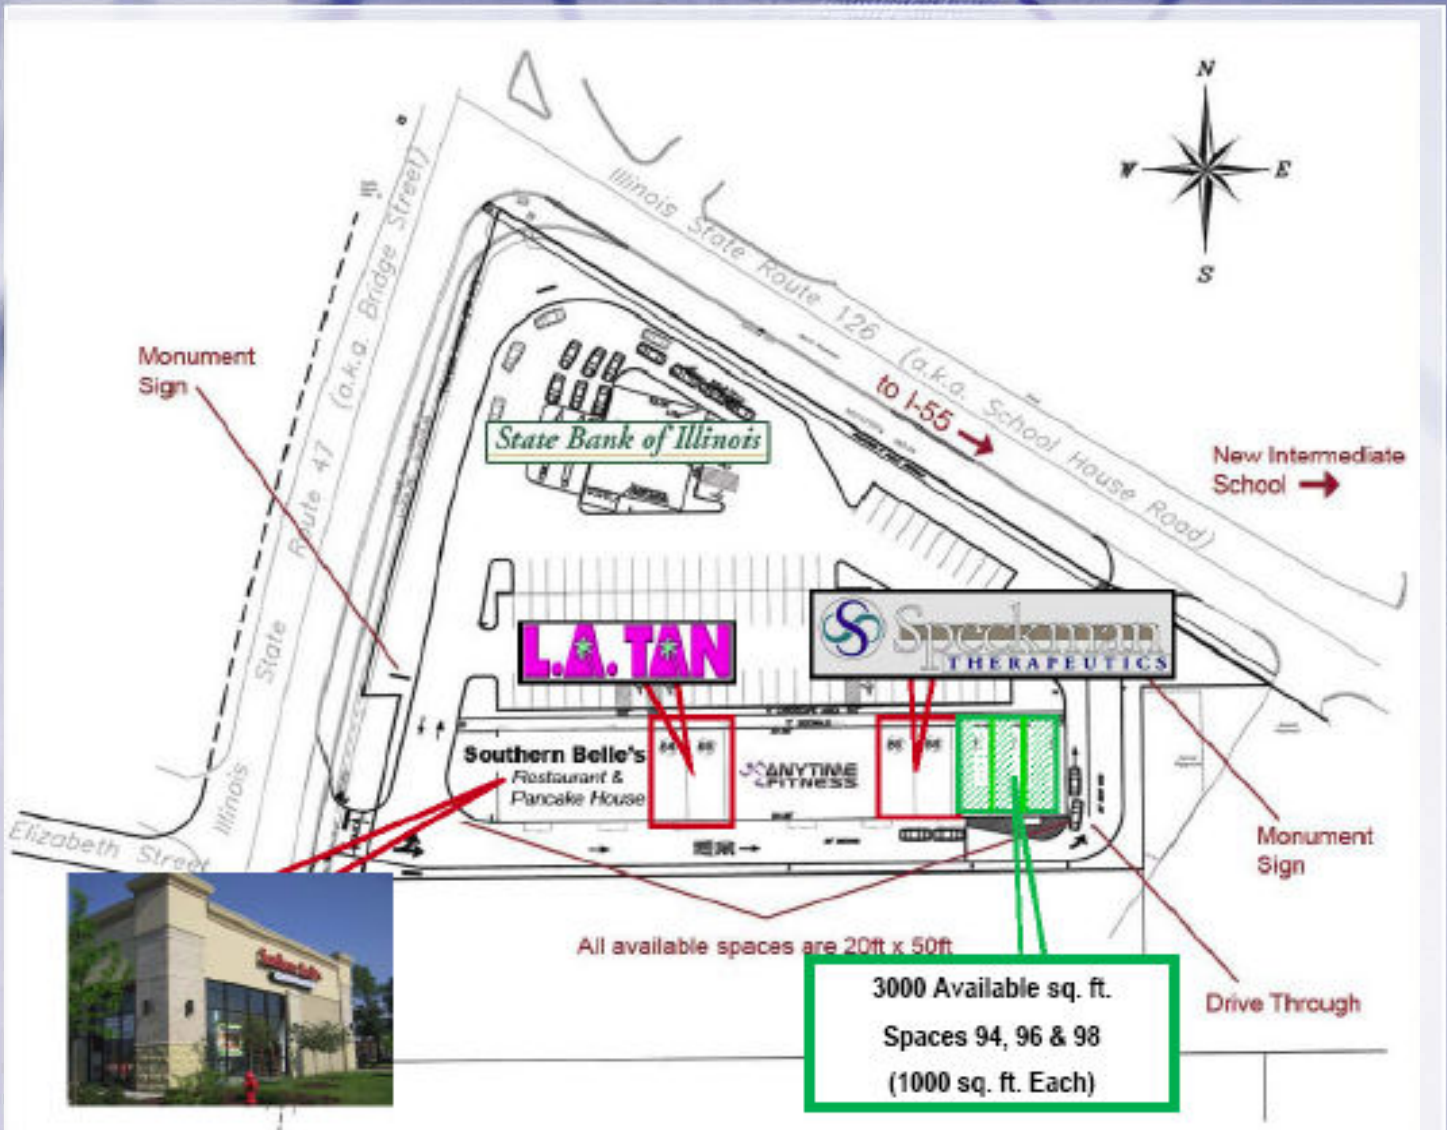 N
W
E
S
Illinois State Route 126 (a.k.a. School House Road)
Illinois State Route 47 (a.k.a. Bridge Street)
Monument
Sign
to I-55
State Bank of Illinois
New Intermediate
School
L.A. TAN
Speckman
THERAPEUTICS
Southern Belle's
Restaurant &
Pancake House
ANYTIME
FITNESS
Elizabeth Street
Monument
Sign
All available spaces are 20ft x 50ft
Drive Through
3000 Available sq. ft.
Spaces 94, 96 & 98
(1000 sq. ft. Each)